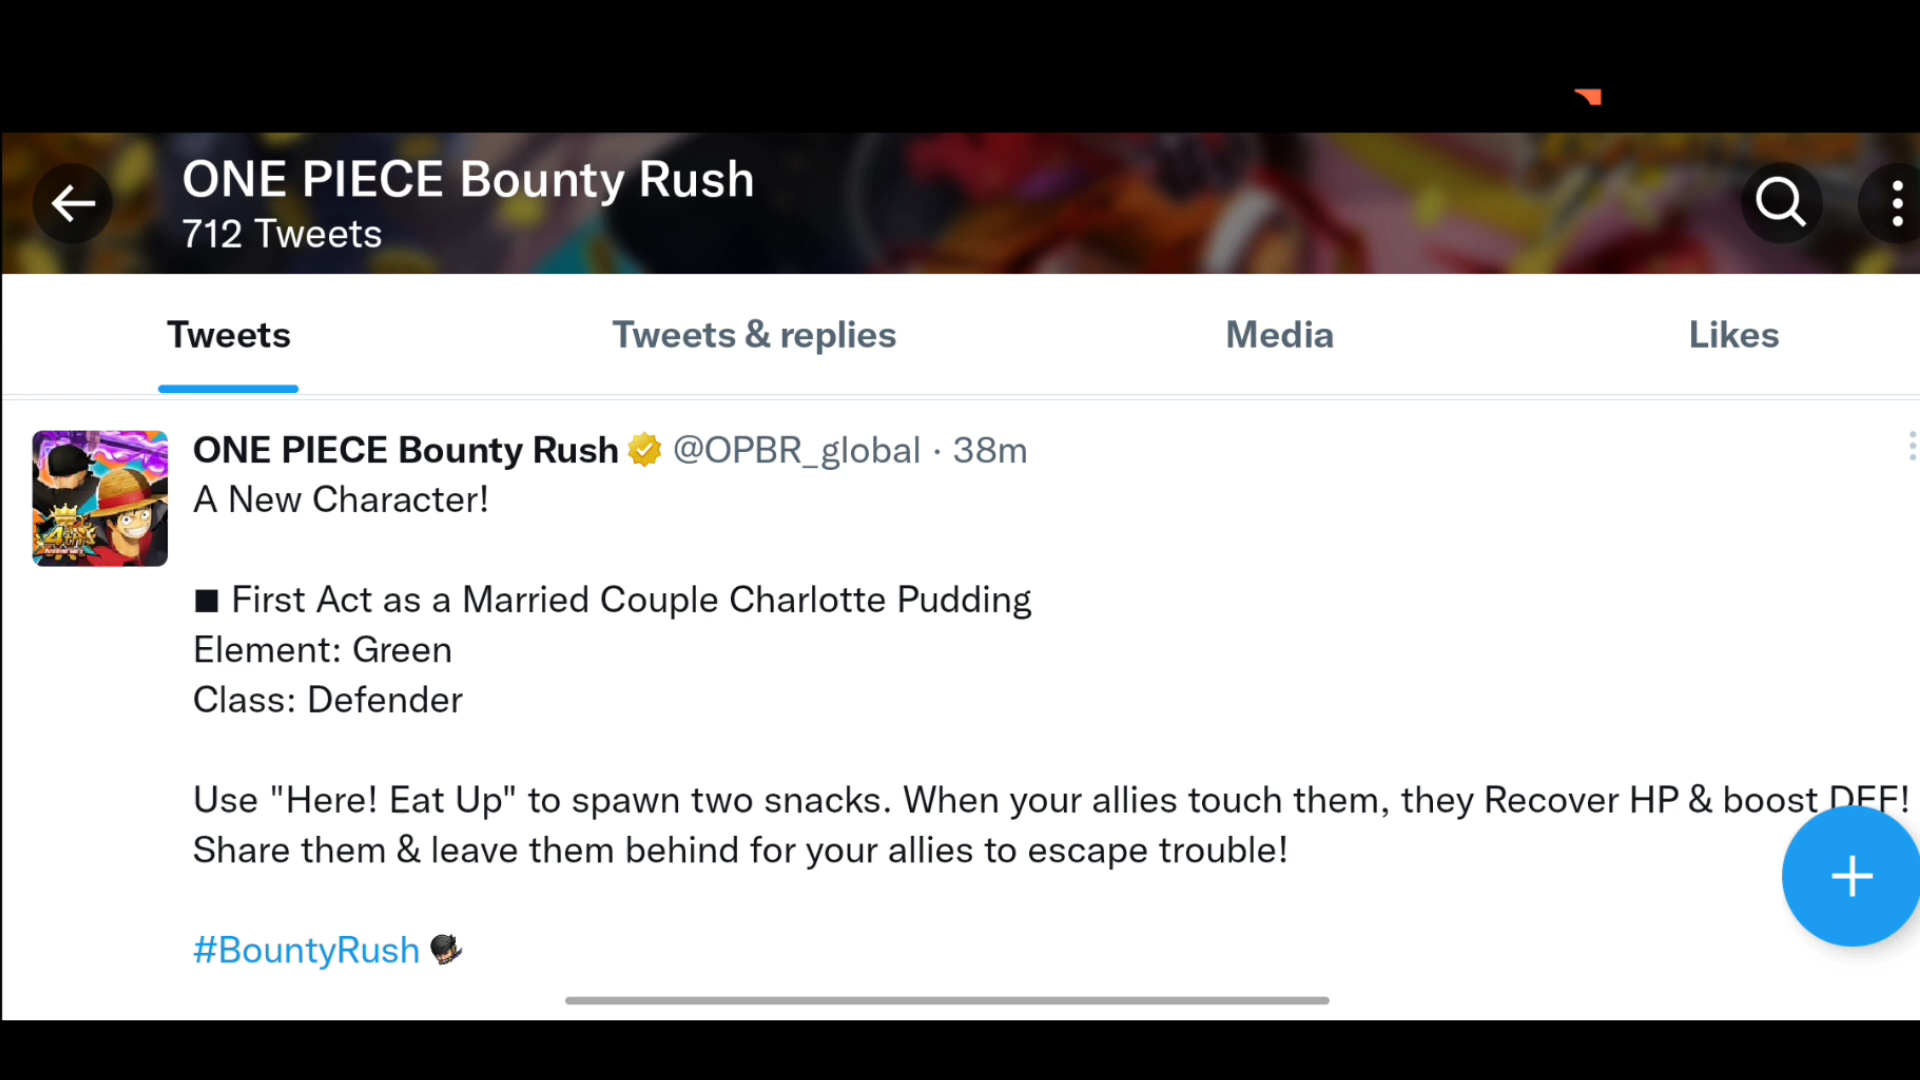 ONE PIECE Bounty Rush
712 Tweets
Tweets
Tweets & replies
Media
Likes
ONE PIECE Bounty Rush @OPBR_global · 38m
A New Character!
■ First Act as a Married Couple Charlotte Pudding
Element: Green
Class: Defender
Use "Here! Eat Up" to spawn two snacks. When your allies touch them, they Recover HP & boost DEF!
Share them & leave them behind for your allies to escape trouble!
#BountyRush
4th
Anniversary